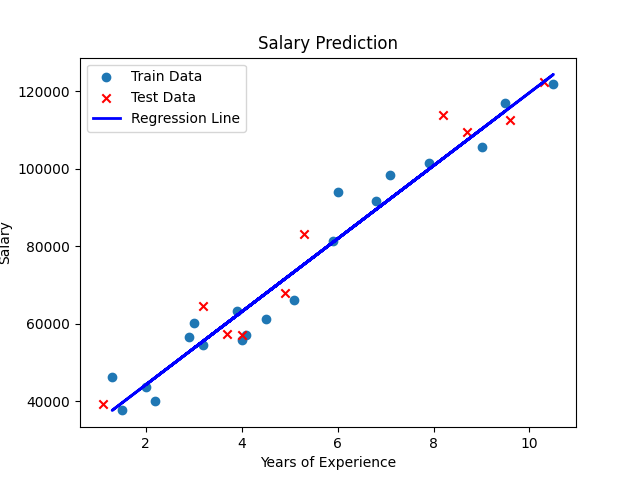 Salary Prediction
Train Data
Test Data
Regression Line
120000
100000
80000
60000
40000
Salary
2 4 6 8 10
Years of Experience